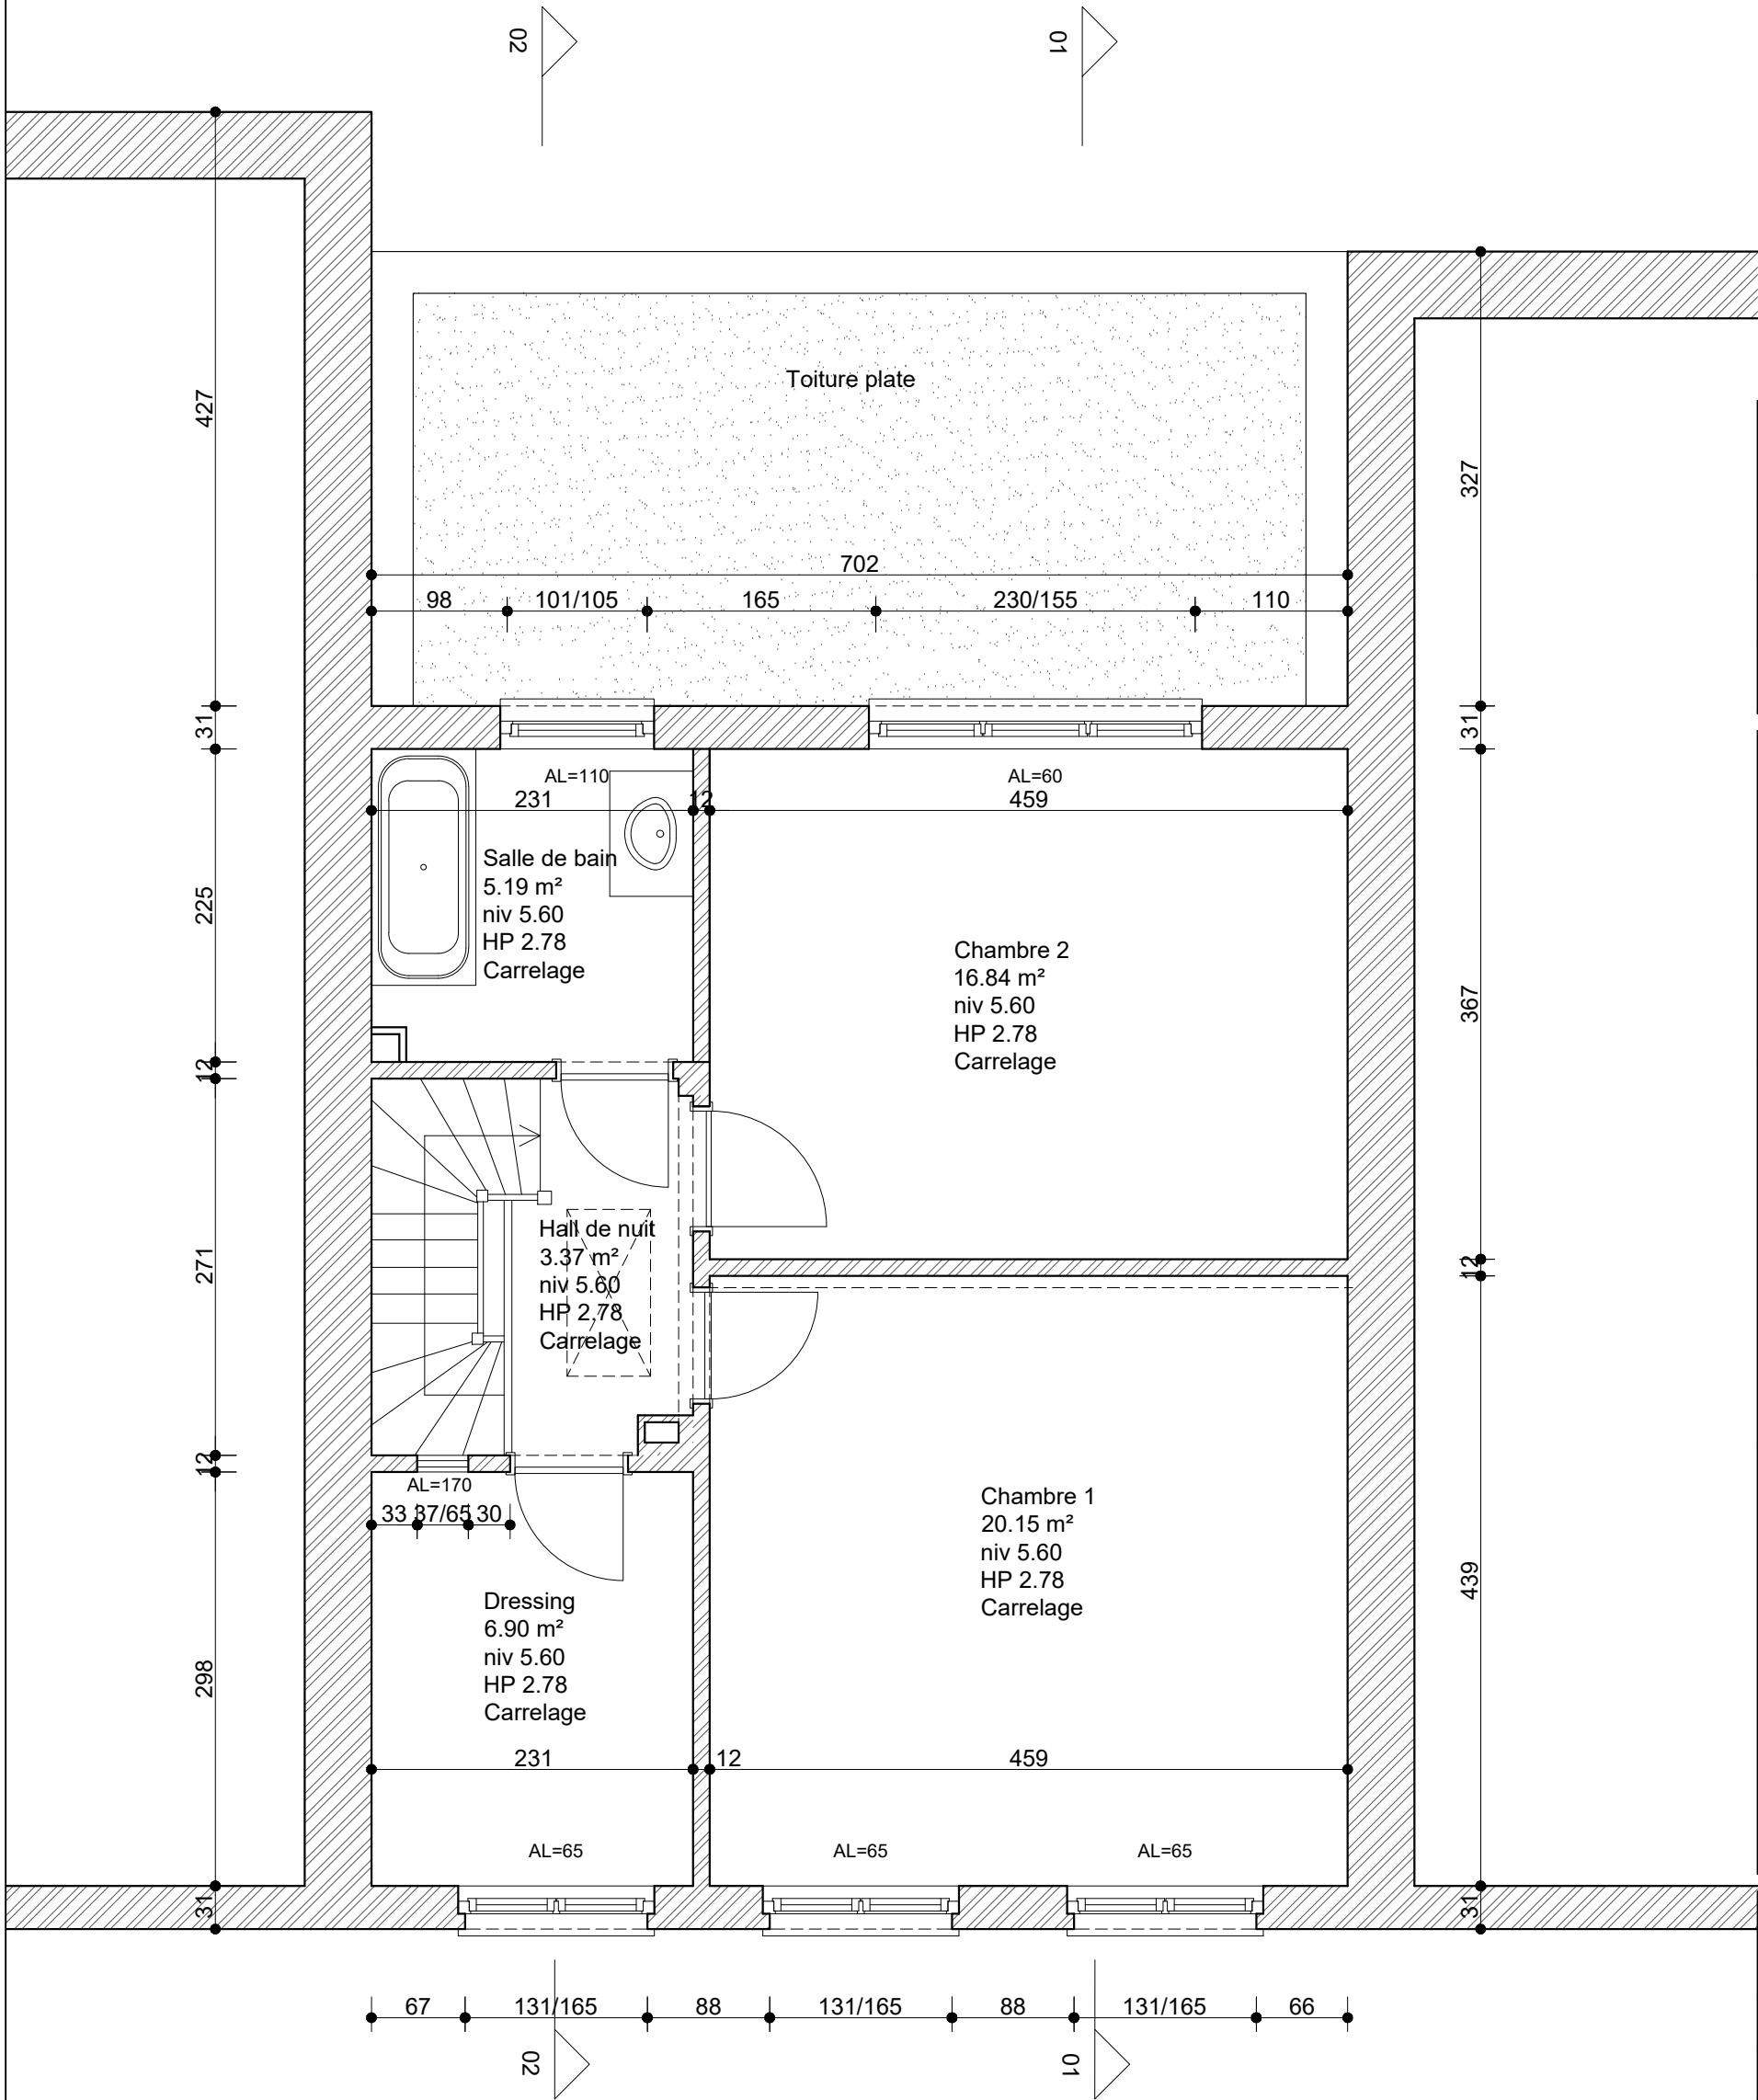 02
01
427
327
Toiture plate
702
98
101/105
165
230/155
110
31
31
AL=110
AL=60
231
12
459
Salle de bain
5.19 m²
niv 5.60
HP 2.78
Carrelage
225
Chambre 2
16.84 m²
niv 5.60
HP 2.78
Carrelage
367
12
Hall de nuit
3.37 m²
niv 5.60
HP 2.78
Carrelage
271
12
12
AL=170
33
37/65
30
Chambre 1
20.15 m²
niv 5.60
HP 2.78
Carrelage
439
Dressing
6.90 m²
niv 5.60
HP 2.78
Carrelage
298
231
12
459
AL=65
AL=65
AL=65
31
31
67
131/165
88
131/165
88
131/165
66
02
01